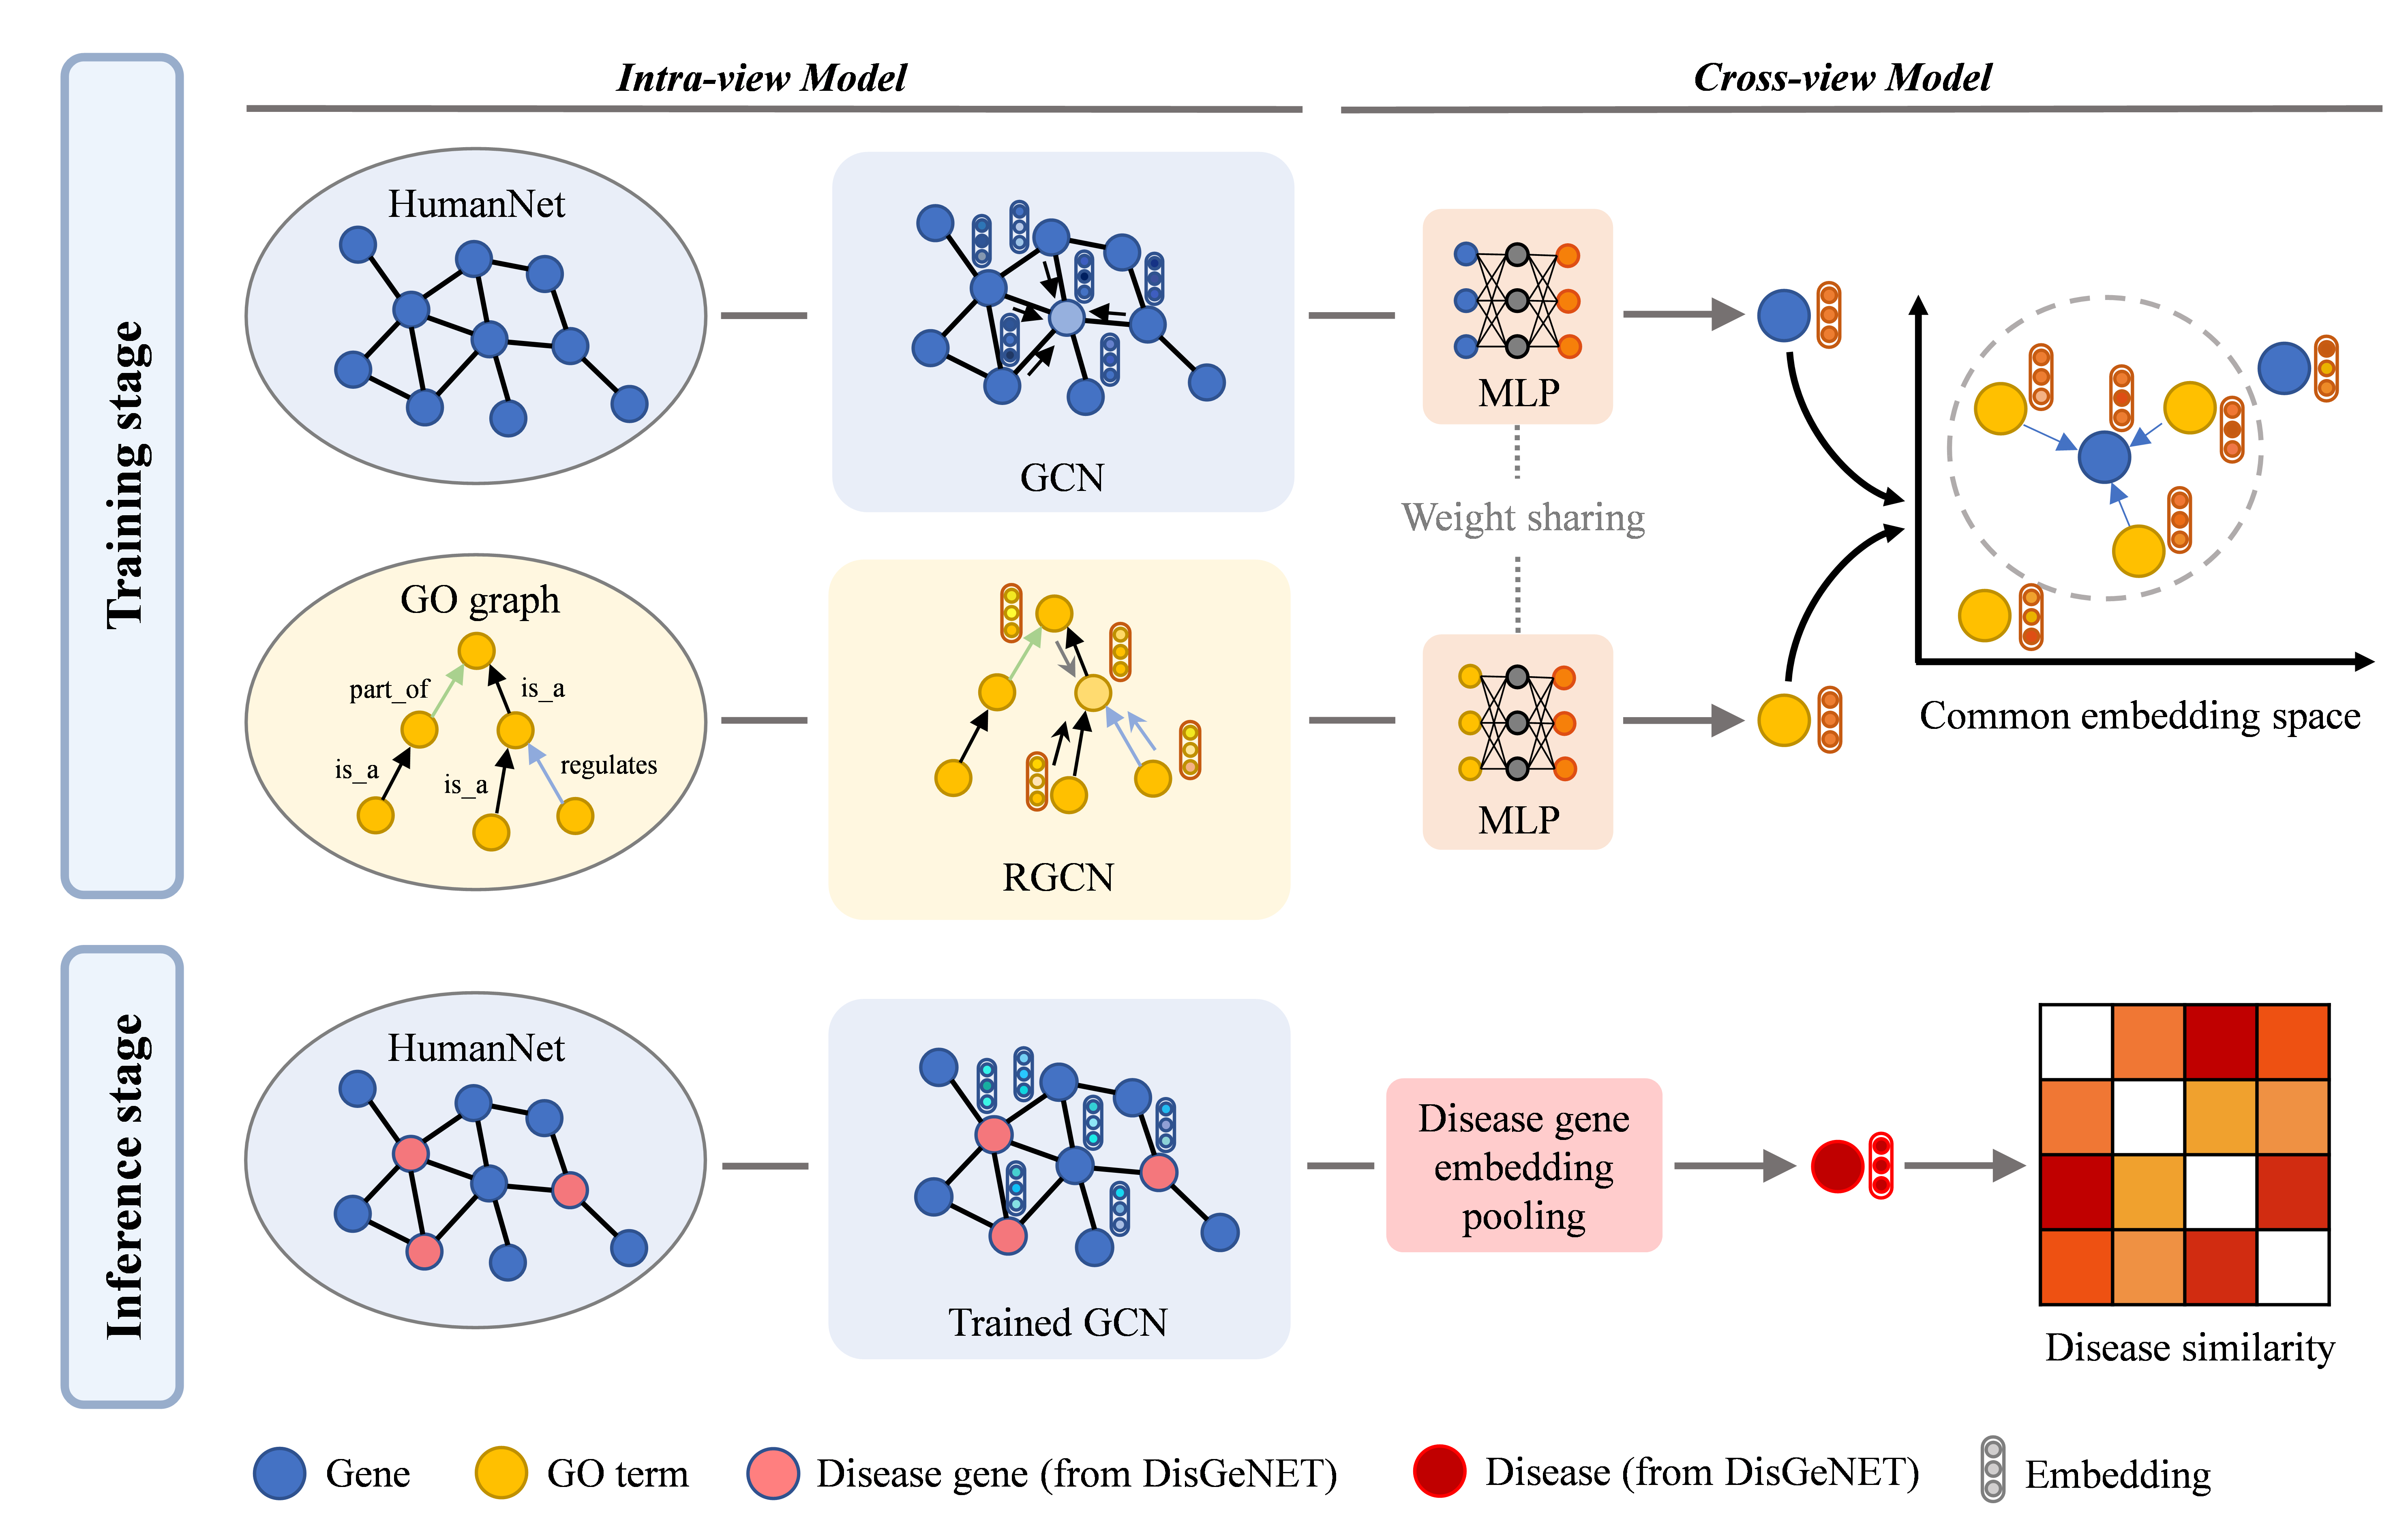 Intra-view Model
Cross-view Model
Training stage
HumanNet
GCN
MLP
Weight sharing
GO graph
part_of
is_a
is_a
is_a
regulates
RGCN
MLP
Common embedding space
Inference stage
HumanNet
Trained GCN
Disease gene
embedding
pooling
Disease similarity
Gene
GO term
Disease gene (from DisGeNET)
Disease (from DisGeNET)
Embedding